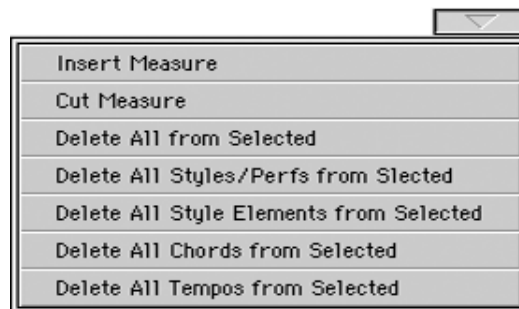 Insert Measure
Cut Measure
Delete All from Selected
Delete All Styles/Perfs from Slected
Delete All Style Elements from Selected
Delete All Chords from Selected
Delete All Tempos from Selected